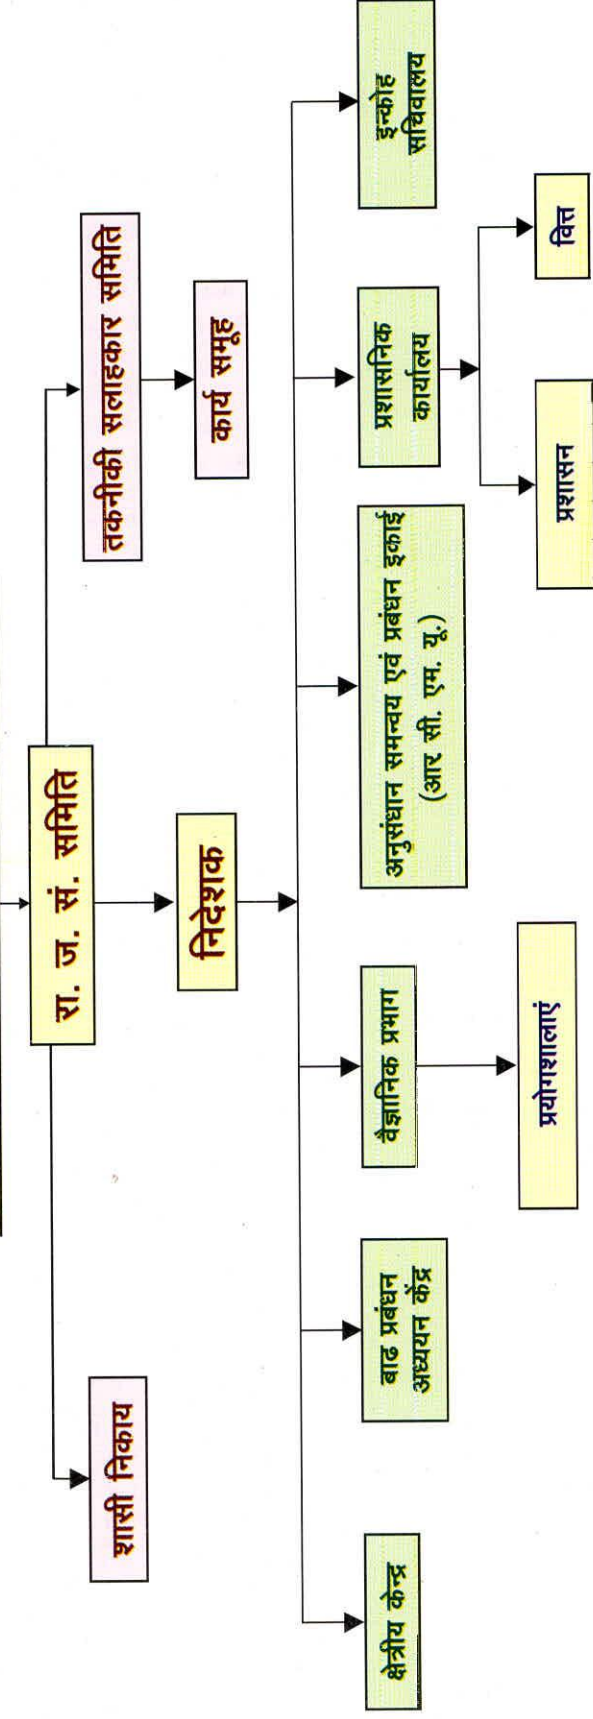 रा. ज. सं. समिति
शासी निकाय
तकनीकी सलाहकार समिति
कार्य समूह
निदेशक
क्षेत्रीय केन्द्र
बाढ प्रबंधन
अध्ययन केंद्र
वैज्ञानिक प्रभाग
प्रयोगशालाएं
अनुसंधान समन्वय एवं प्रबंधन इकाई
(आर सी. एम. यू.)
प्रशासनिक
कार्यालय
प्रशासन
वित्त
इन्कोह
सचिवालय